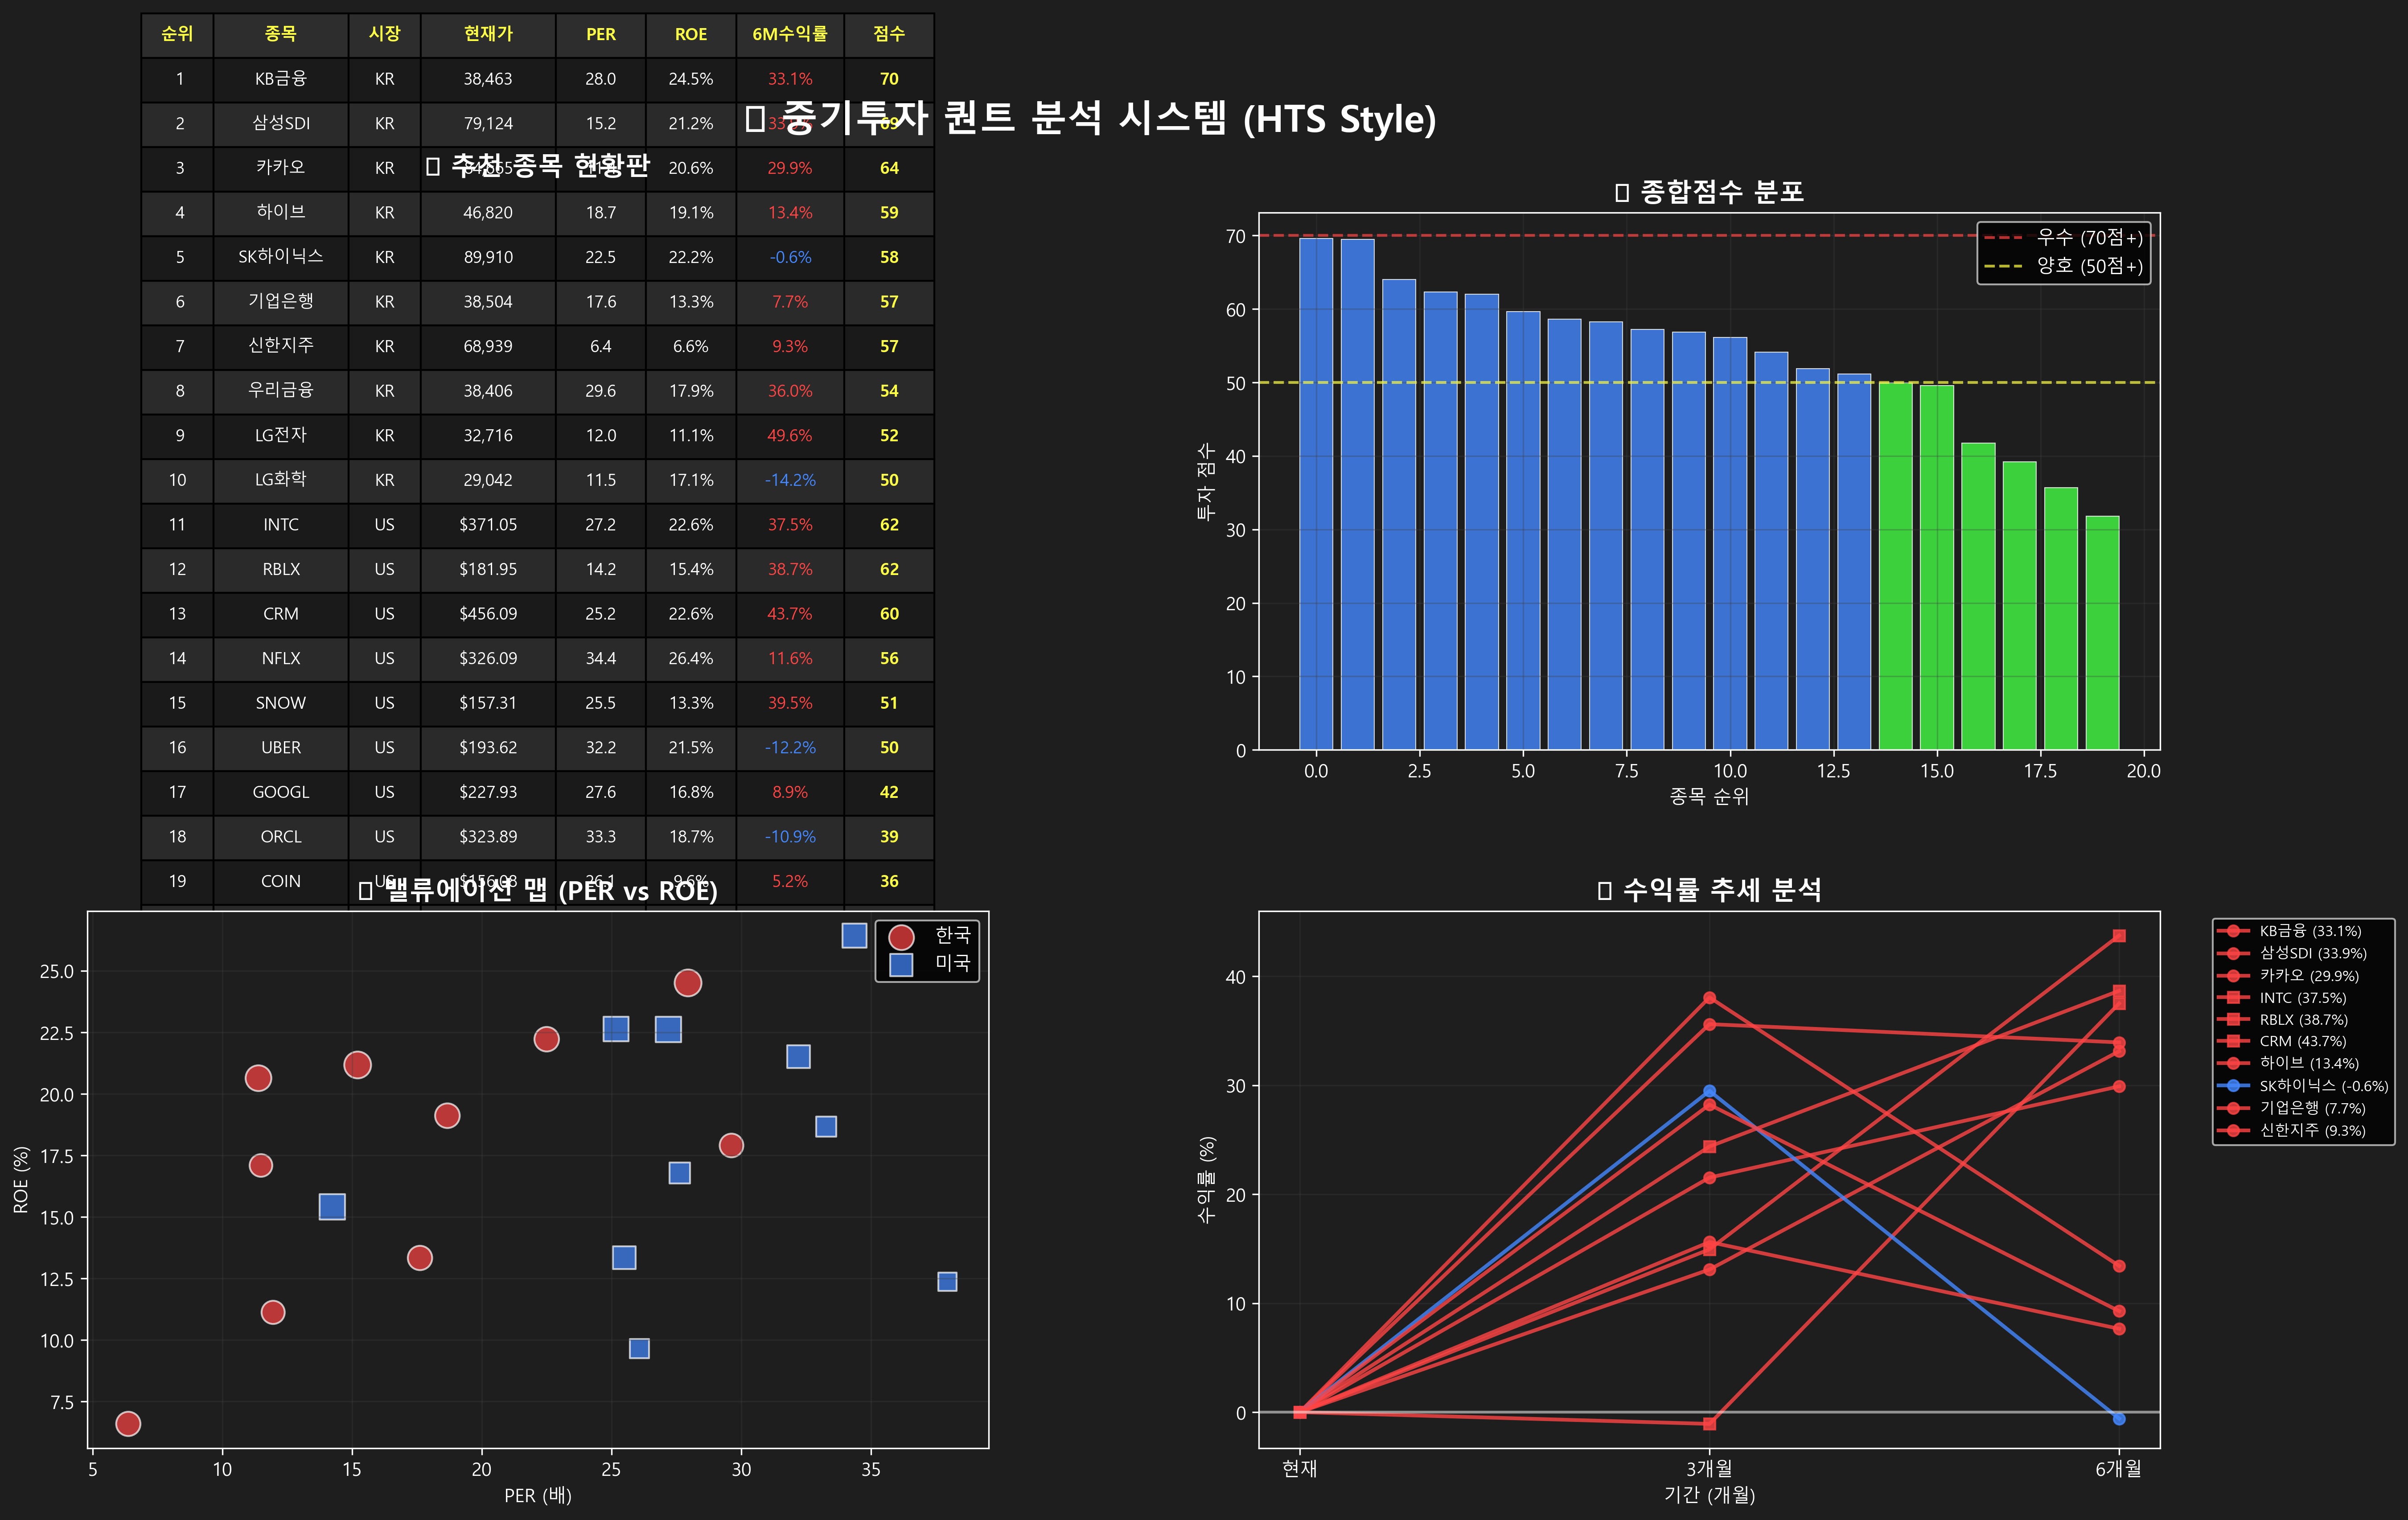 순위 종목 시장 현재가 PER ROE 6M수익률 점수
1 KB금융 KR 38,463 28.0 24.5% 33.1% 70
2 삼성SDI KR 79,124 15.2 21.2% 69
중기투자 퀀트 분석 시스템 (HTS Style)
3 카카오 KR 20.6% 29.9% 64
추천 종목 현황판
4 하이브 KR 46,820 18.7 19.1% 13.4% 59
5 SK하이닉스 KR 89,910 22.5 22.2% -0.6% 58
6 기업은행 KR 38,504 17.6 13.3% 7.7% 57
7 신한지주 KR 68,939 6.4 6.6% 9.3% 57
8 우리금융 KR 38,406 29.6 17.9% 36.0% 54
9 LG전자 KR 32,716 12.0 11.1% 49.6% 52
10 LG화학 KR 29,042 11.5 17.1% -14.2% 50
11 INTC US $371.05 27.2 22.6% 37.5% 62
12 RBLX US $181.95 14.2 15.4% 38.7% 62
13 CRM US $456.09 25.2 22.6% 43.7% 60
14 NFLX US $326.09 34.4 26.4% 11.6% 56
15 SNOW US $157.31 25.5 13.3% 39.5% 51
16 UBER US $193.62 32.2 21.5% -12.2% 50
17 GOOGL US $227.93 27.6 16.8% 8.9% 42
18 ORCL US $323.89 33.3 18.7% -10.9% 39
19 COIN US $156.08 26.1 9.6% 5.2% 36
종합점수 분포
우수 (70점+)
양호 (50점+)
투자 점수
70
60
50
40
30
20
10
0
0.0 2.5 5.0 7.5 10.0 12.5 15.0 17.5 20.0
종목 순위
밸류에이션 맵 (PER vs ROE)
한국
미국
ROE (%)
25.0
22.5
20.0
17.5
15.0
12.5
10.0
7.5
5 10 15 20 25 30 35
PER (배)
수익률 추세 분석
수익률 (%)
40
30
20
10
0
현재 3개월 6개월
기간 (개월)
KB금융 (33.1%)
삼성SDI (33.9%)
카카오 (29.9%)
INTC (37.5%)
RBLX (38.7%)
CRM (43.7%)
하이브 (13.4%)
SK하이닉스 (-0.6%)
기업은행 (7.7%)
신한지주 (9.3%)